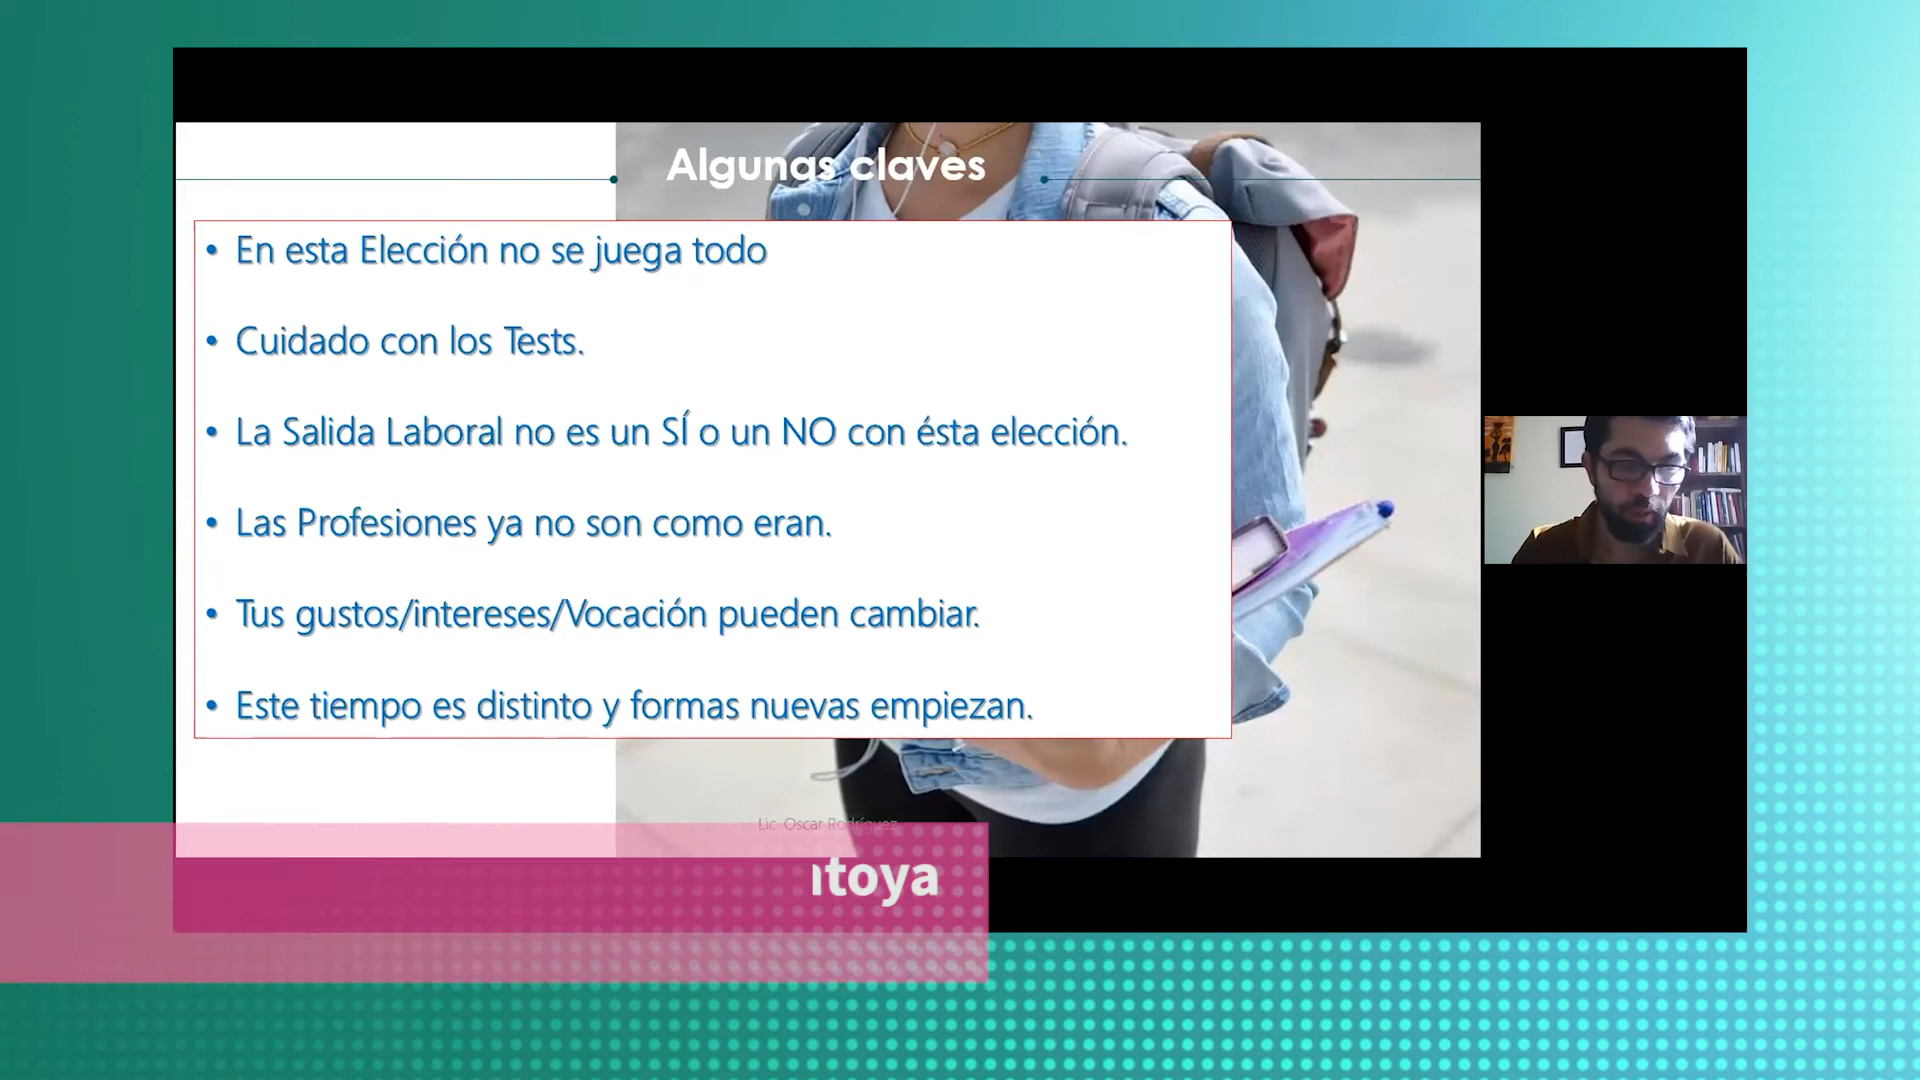 Algunas claves
• En esta Elección no se juega todo
• Cuidado con los Tests.
• La Salida Laboral no es un SÍ o un NO con ésta elección.
• Las Profesiones ya no son como eran.
• Tus gustos/intereses/Vocación pueden cambiar.
• Este tiempo es distinto y formas nuevas empiezan.
Lic. Oscar Rodríguez